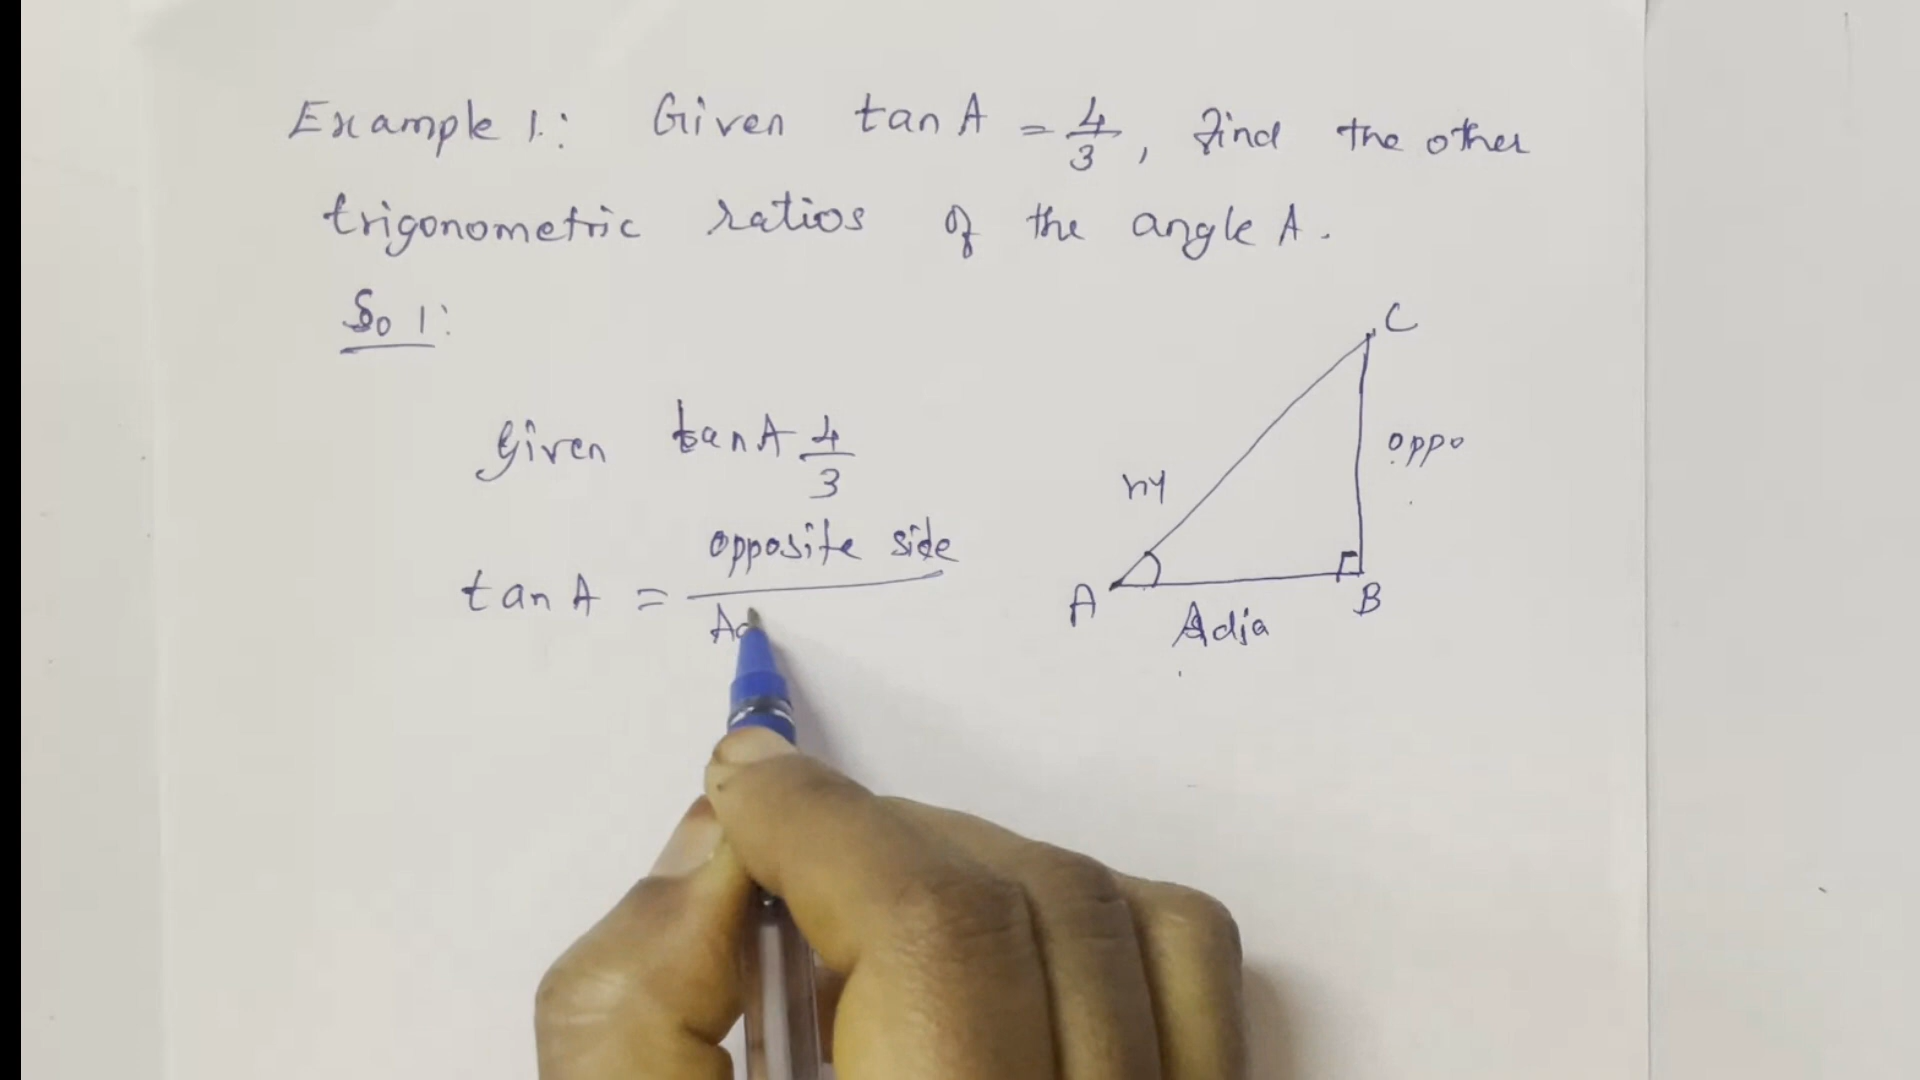 Example 1.: Given tan A = 4/3, find the other
trigonometric ratios of the angle A.
Sol:
Given tan A 4/3
tan A = opposite side / Ad
C
hy
oppo
A
B
Adja